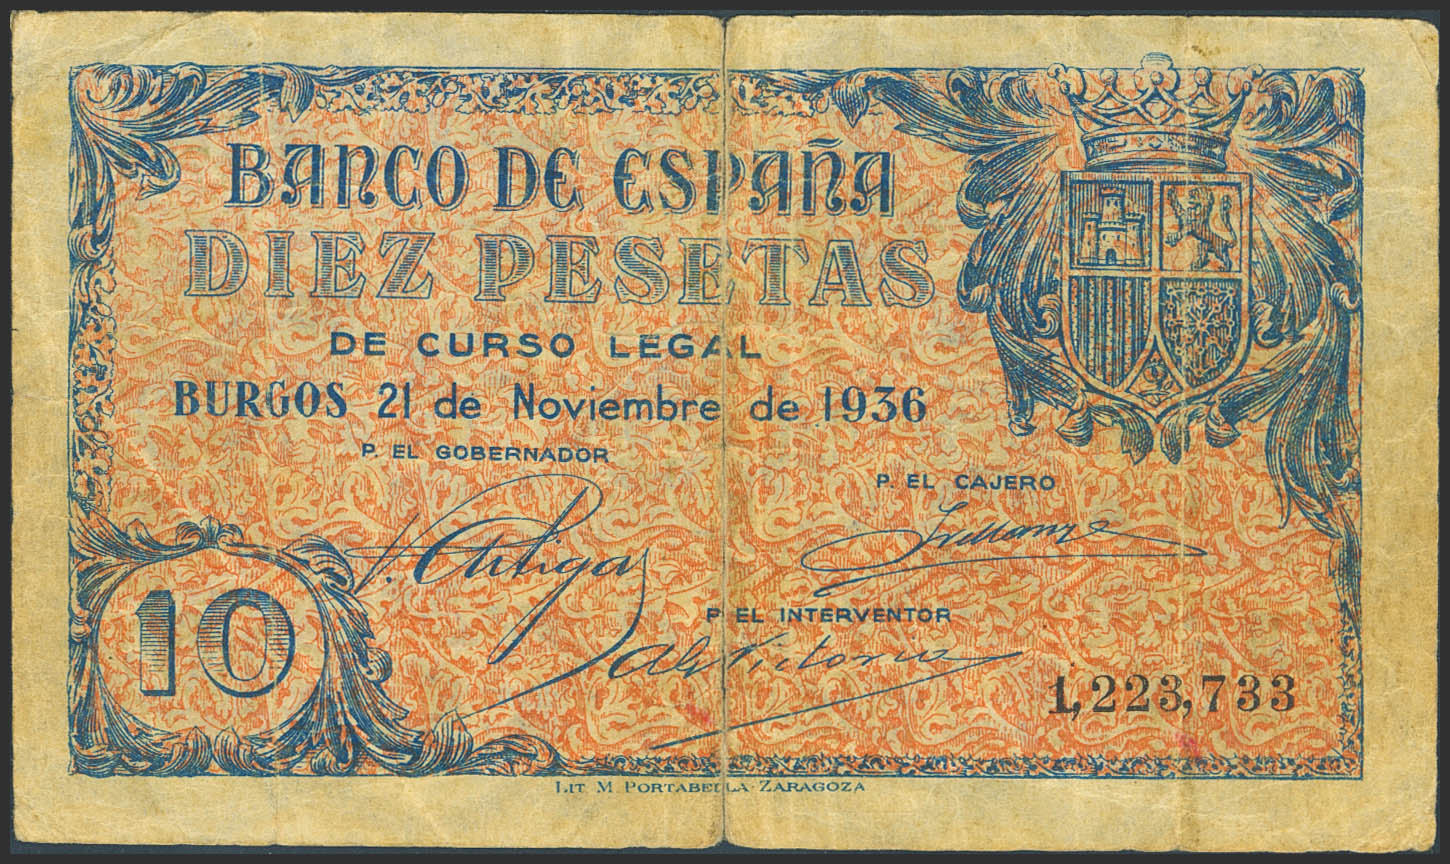 BANCO DE ESPAÑA
DIEZ PESETAS
DE CURSO LEGAL
BURGOS 21 de Noviembre de 1936
P. EL GOBERNADOR
P. EL CAJERO
V. Artigas
P. EL INTERVENTOR
10
1,223,733
LIT M PORTABELLA·ZARAGOZA